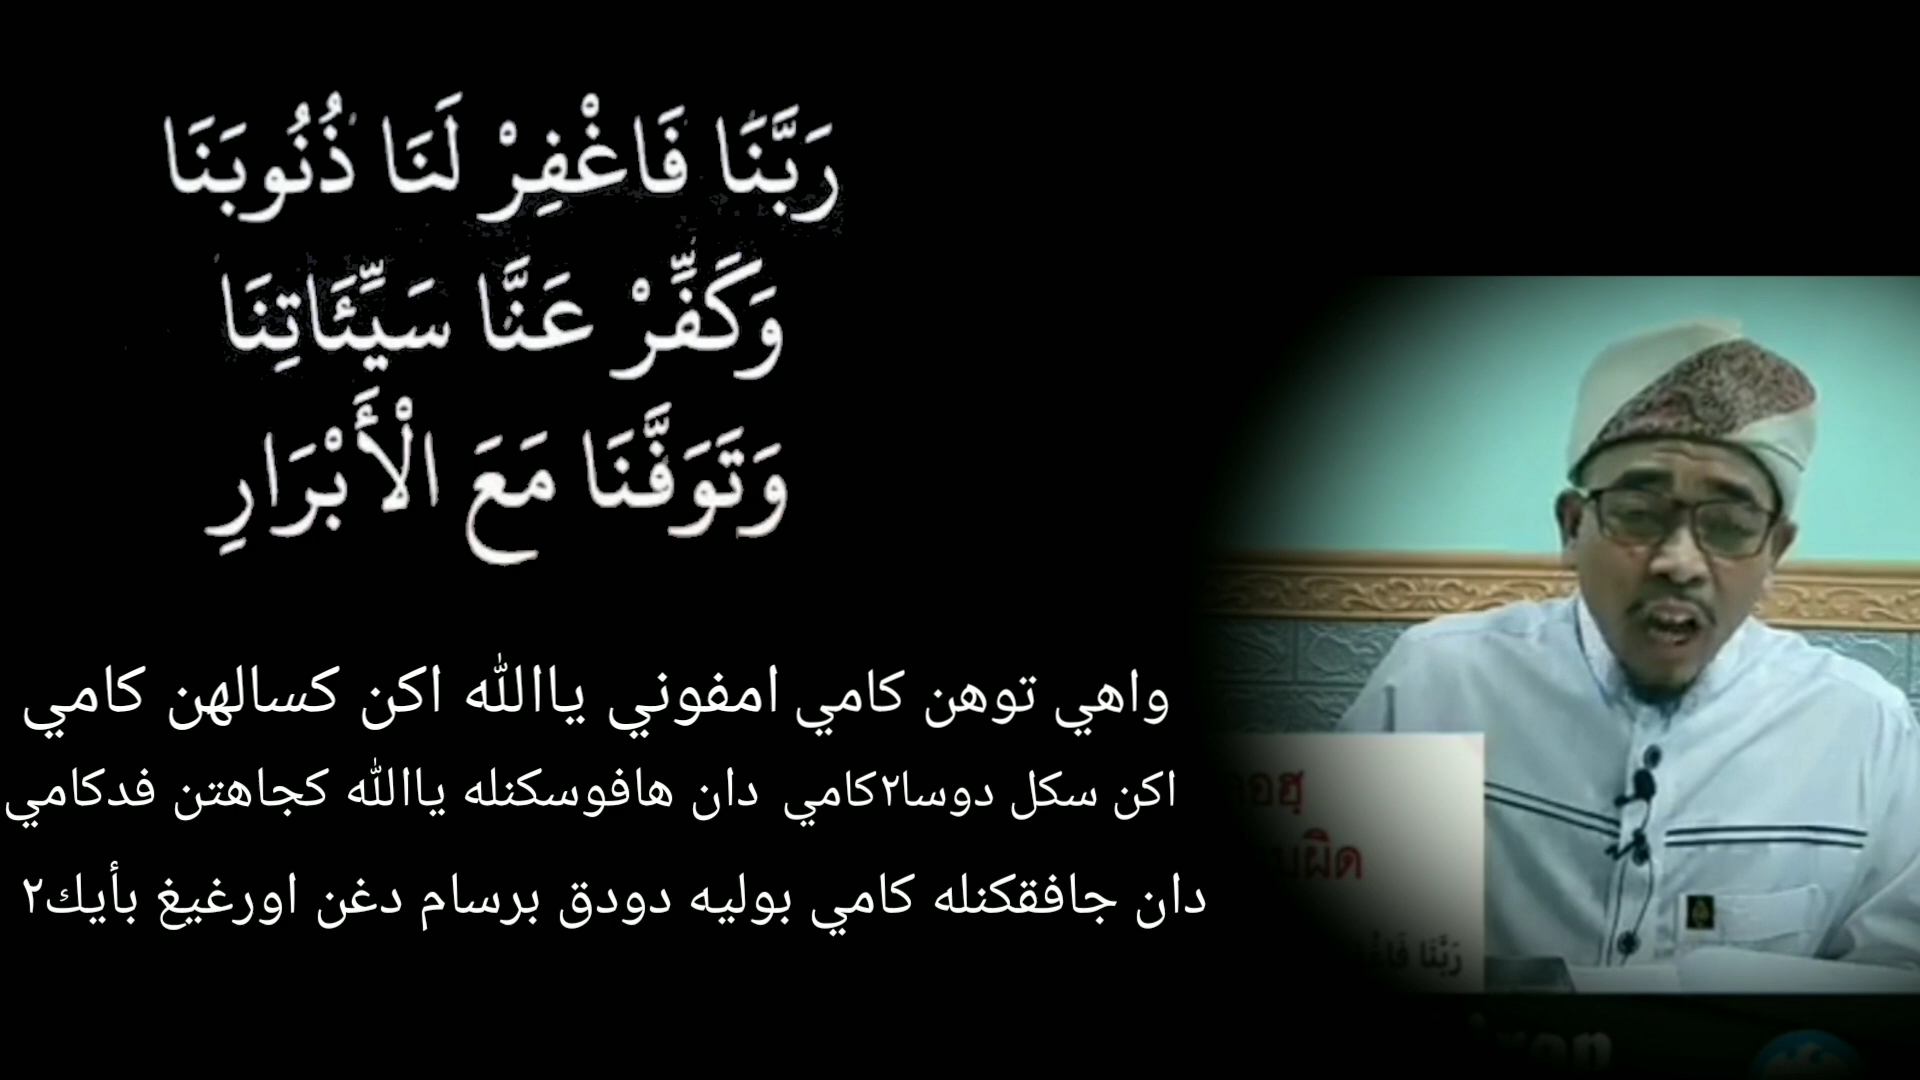 رَبَّنَا فَاغْفِرْ لَنَا ذُنُوبَنَا
وَكَفِّرْ عَنَّا سَيِّئَاتِنَا
وَتَوَفَّنَا مَعَ الْأَبْرَارِ
واهي توهن كامي امفوني ياالله اكن كسالهن كامي
اكن سكل دوسا٢كامي دان هافوسكنله ياالله كجاهتن فدكامي
دان جافقكنله كامي بوليه دودق برسام دغن اورغيغ بأيك٢